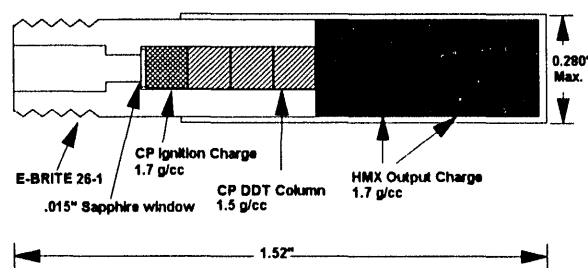 0.280"
Max.
CP Ignition Charge
1.7 g/cc
E-BRITE 26-1
.015" Sapphire window
CP DDT Column
1.5 g/cc
HMX Output Charge
1.7 g/cc
1.52"